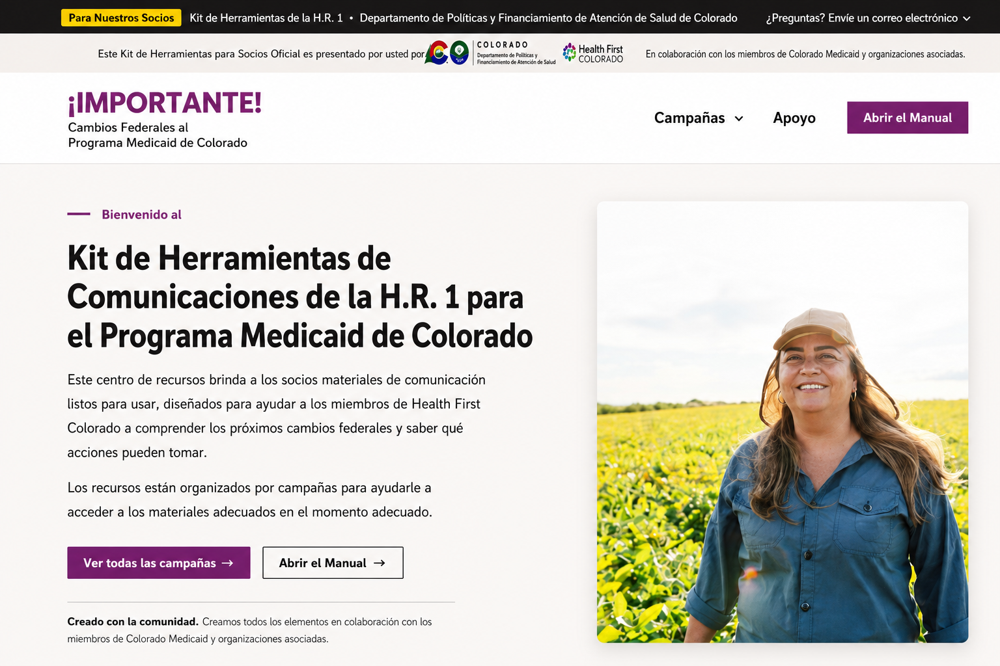 Para Nuestros Socios Kit de Herramientas de la H.R. 1 • Departamento de Políticas y Financiamiento de Atención de Salud de Colorado ¿Preguntas? Envíe un correo electrónico
Este Kit de Herramientas para Socios Oficial es presentado por usted por
COLORADO
Departamento de Políticas y
Financiamiento de Atención de Salud
Health First
COLORADO
En colaboración con los miembros de Colorado Medicaid y organizaciones asociadas.
¡IMPORTANTE!
Cambios Federales al
Programa Medicaid de Colorado
Campañas Apoyo Abrir el Manual
Bienvenido al
Kit de Herramientas de
Comunicaciones de la H.R. 1 para
el Programa Medicaid de Colorado
Este centro de recursos brinda a los socios materiales de comunicación
listos para usar, diseñados para ayudar a los miembros de Health First
Colorado a comprender los próximos cambios federales y saber qué
acciones pueden tomar.
Los recursos están organizados por campañas para ayudarle a
acceder a los materiales adecuados en el momento adecuado.
Ver todas las campañas → Abrir el Manual →
Creado con la comunidad. Creamos todos los elementos en colaboración con los
miembros de Colorado Medicaid y organizaciones asociadas.